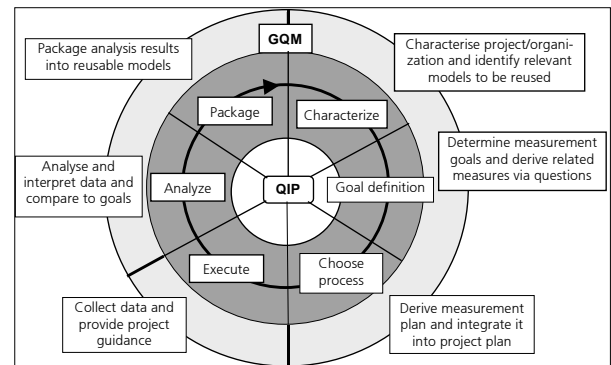 GQM
Package analysis results
into reusable models
Characterise project/organi-
zation and identify relevant
models to be reused
Package
Characterize
Determine measurement
goals and derive related
measures via questions
Analyse and
interpret data and
compare to goals
Analyze
QIP
Goal definition
Execute
Choose
process
Collect data and
provide project
guidance
Derive measurement
plan and integrate it
into project plan